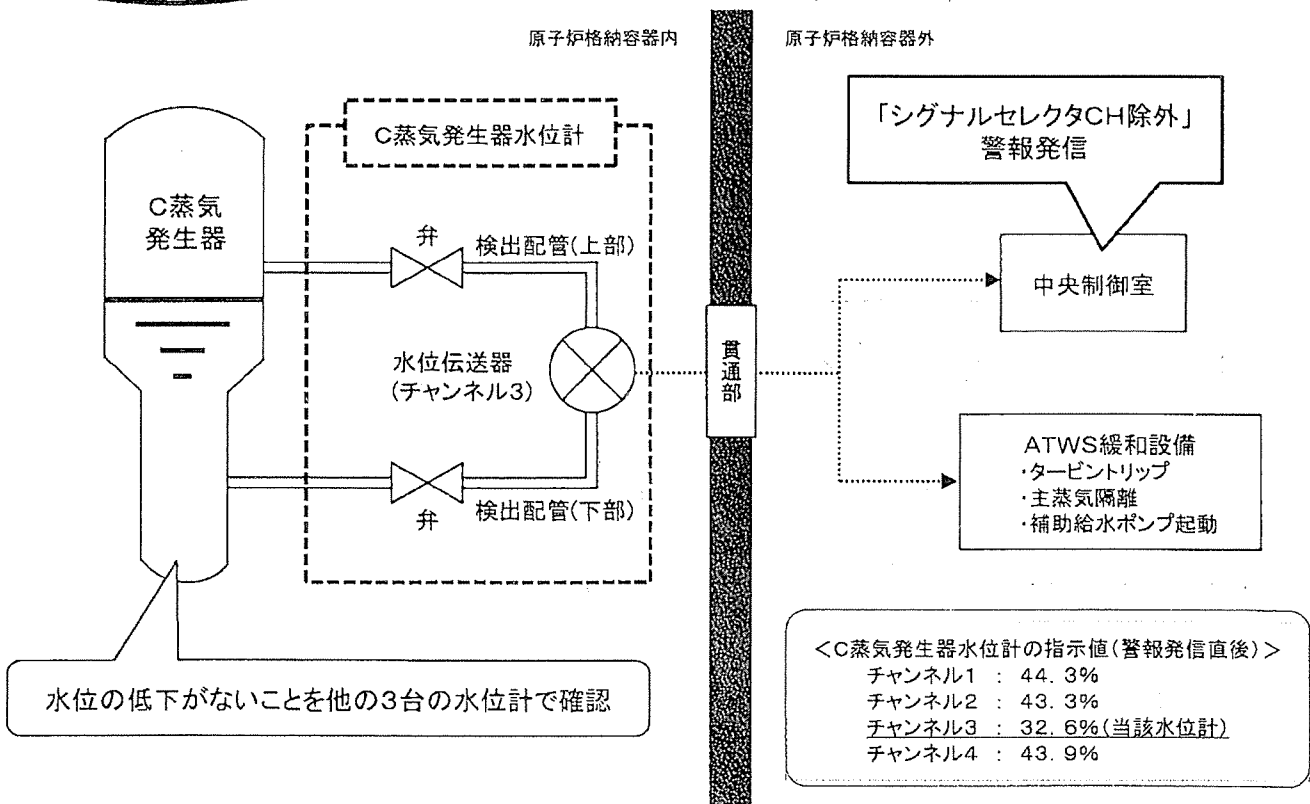 原子炉格納容器内
原子炉格納容器外
C蒸気発生器水位計
「シグナルセレクタCH除外」
警報発信
C蒸気
発生器
弁
検出配管(上部)
中央制御室
水位伝送器
(チャンネル3)
貫通部
弁
検出配管(下部)
ATWS緩和設備
・タービントリップ
・主蒸気隔離
・補助給水ポンプ起動
水位の低下がないことを他の3台の水位計で確認
<C蒸気発生器水位計の指示値(警報発信直後)>
チャンネル1 : 44.3%
チャンネル2 : 43.3%
チャンネル3 : 32.6%(当該水位計)
チャンネル4 : 43.9%